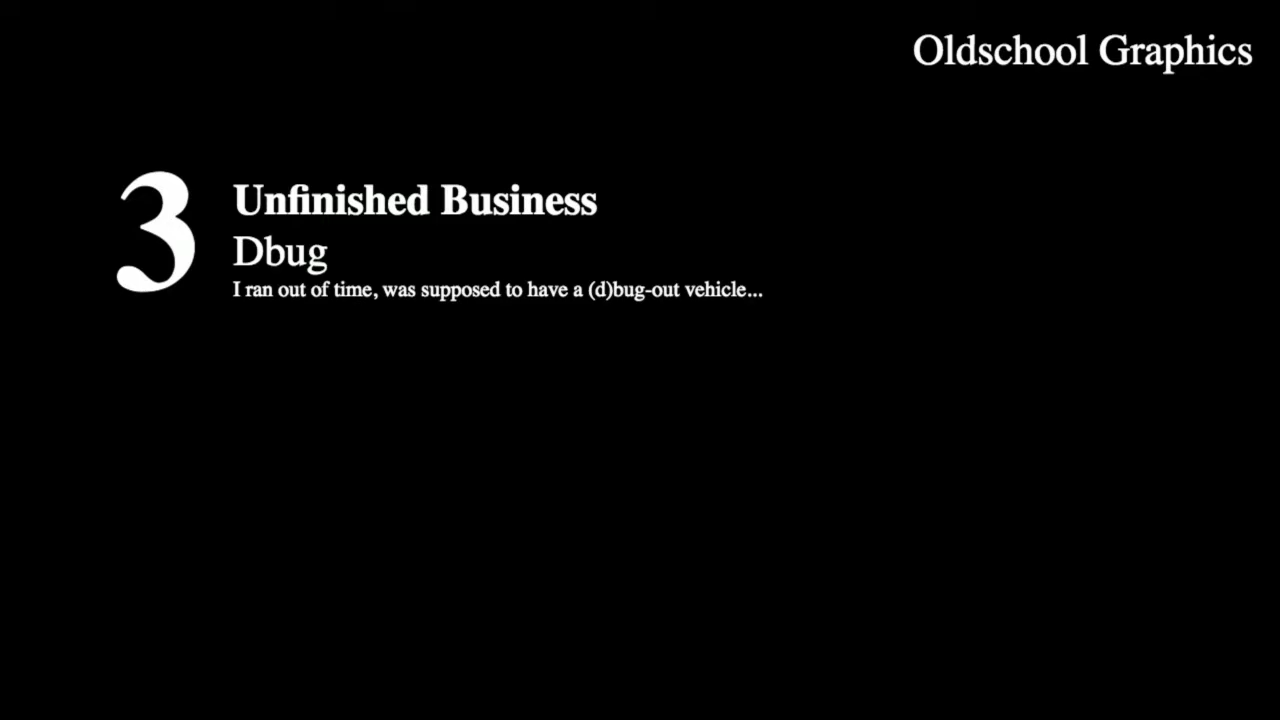 Oldschool Graphics
3
Unfinished Business
Dbug
I ran out of time, was supposed to have a (d)bug-out vehicle...